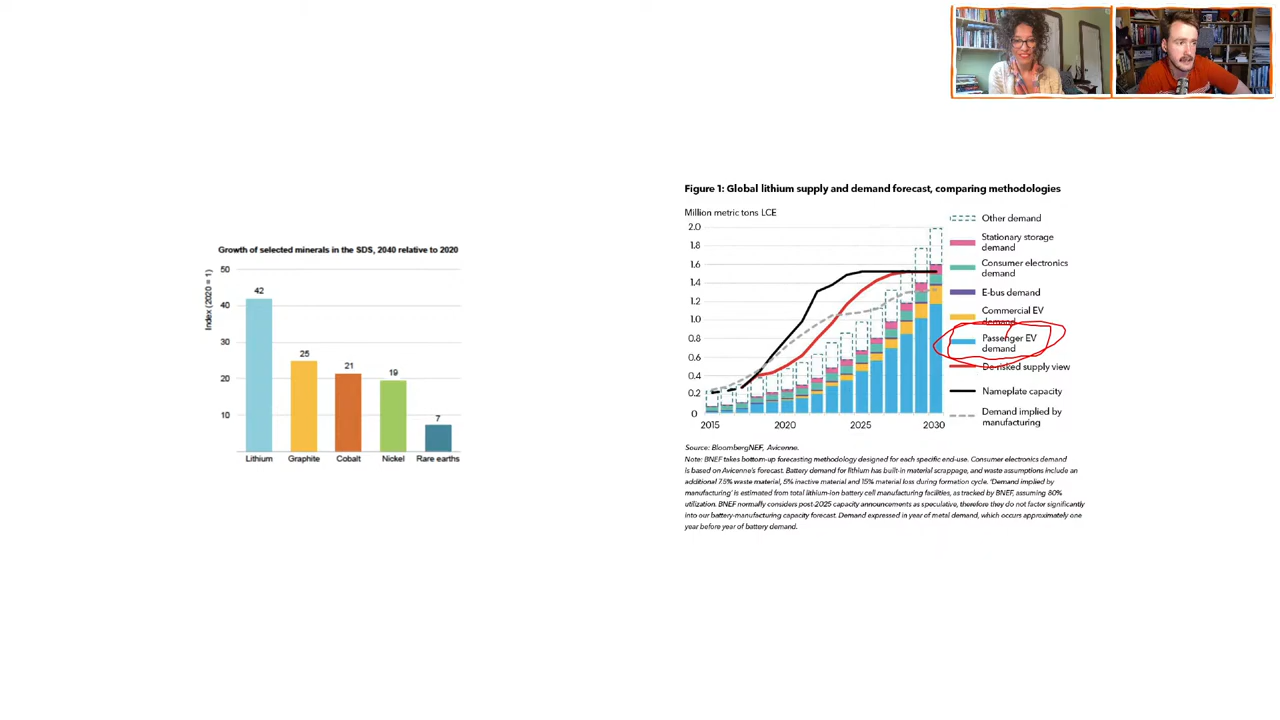 Growth of selected minerals in the SDS, 2040 relative to 2020
Index (2020 = 1)
50
40
30
20
10
42
25
21
19
7
Lithium Graphite Cobalt Nickel Rare earths
Figure 1: Global lithium supply and demand forecast, comparing methodologies
Million metric tons LCE
2.0
1.8
1.6
1.4
1.2
1.0
0.8
0.6
0.4
0.2
0
2015 2020 2025 2030
Other demand
Stationary storage
demand
Consumer electronics
demand
E-bus demand
Commercial EV
demand
Passenger EV
demand
De-risked supply view
Nameplate capacity
Demand implied by
manufacturing
Source: BloombergNEF, Avicenne.
Note: BNEF takes bottom-up forecasting methodology designed for each specific end-use. Consumer electronics demand
is based on Avicenne's forecast. Battery demand for lithium has built-in material scrappage, and waste assumptions include an
additional 7.5% waste material, 5% inactive material and 15% material loss during formation cycle. 'Demand implied by
manufacturing' is estimated from total lithium-ion battery cell manufacturing facilities, as tracked by BNEF, assuming 80%
utilization. BNEF normally considers post-2025 capacity announcements as speculative, therefore they do not factor significantly
into our battery-manufacturing capacity forecast. Demand expressed in year of metal demand, which occurs approximately one
year before year of battery demand.